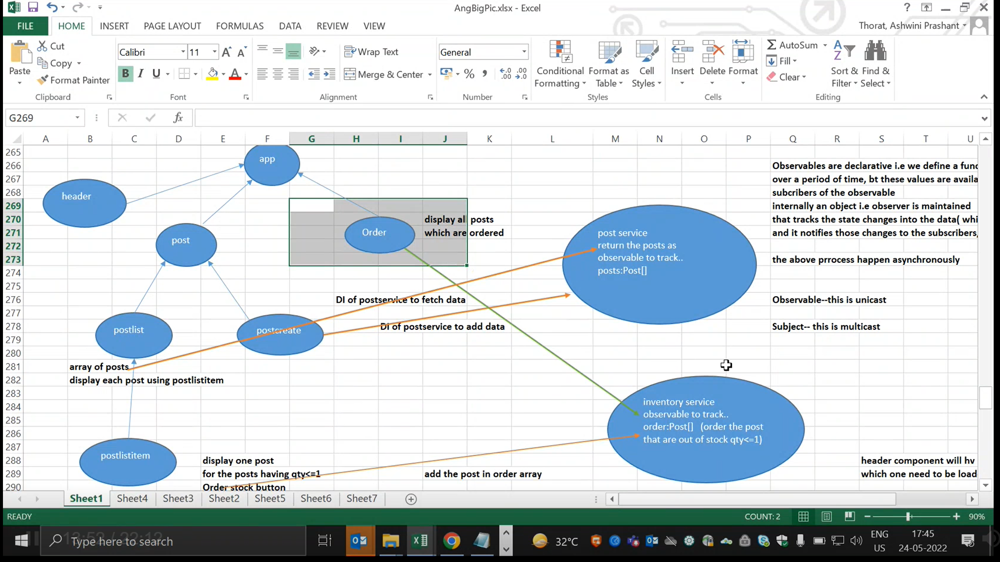 AngBigPic.xlsx - Excel
FILE HOME INSERT PAGE LAYOUT FORMULAS DATA REVIEW VIEW
Thorat, Ashwini Prashant
Paste
Cut
Copy
Format Painter
Clipboard
Calibri 11
B I U
Font
Wrap Text
Merge & Center
Alignment
General
%
Number
Conditional Formatting
Format as Table
Cell Styles
Styles
Insert Delete Format
Cells
AutoSum
Fill
Clear
Sort & Filter
Find & Select
Editing
G269
fx
A B C D E F G H I J K L M N O P Q R S T U
265
266
267
268
269
270
271
272
273
274
275
276
277
278
279
280
281
282
283
284
285
286
287
288
289
290
app
header
post
Order
display all posts
which are ordered
postlist
postcreate
postlistitem
DI of postservice to fetch data
DI of postservice to add data
array of posts
display each post using postlistitem
display one post
for the posts having qty<=1
Order stock button
add the post in order array
post service
return the posts as
observable to track..
posts:Post[]
inventory service
observable to track..
order:Post[] (order the post
that are out of stock qty<=1)
Observables are declarative i.e we define a func
over a period of time, bt these values are availa
subcribers of the observable
internally an object i.e observer is maintained
that tracks the state changes into the data( whi
and it notifies those changes to the subscribers,
the above prrocess happen asynchronously
Observable--this is unicast
Subject-- this is multicast
header component will hv
which one need to be load
Sheet1 Sheet4 Sheet3 Sheet2 Sheet5 Sheet6 Sheet7
READY
COUNT: 2
90%
13:52 / 22:12
Type here to search
32°C
ENG
US
17:45
24-05-2022